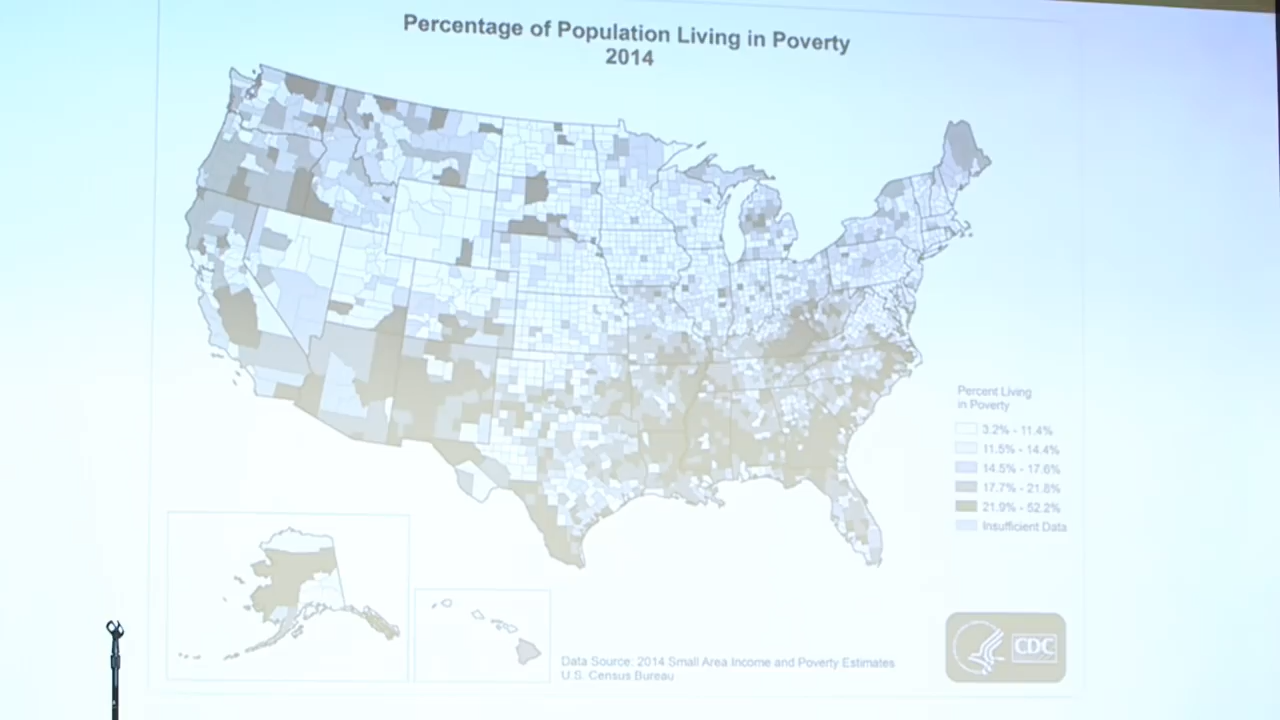 Percentage of Population Living in Poverty
2014
Percent Living
in Poverty
3.2% - 11.4%
11.5% - 14.4%
14.5% - 17.6%
17.7% - 21.8%
21.9% - 52.2%
Insufficient Data
Data Source: 2014 Small Area Income and Poverty Estimates
U.S. Census Bureau
CDC